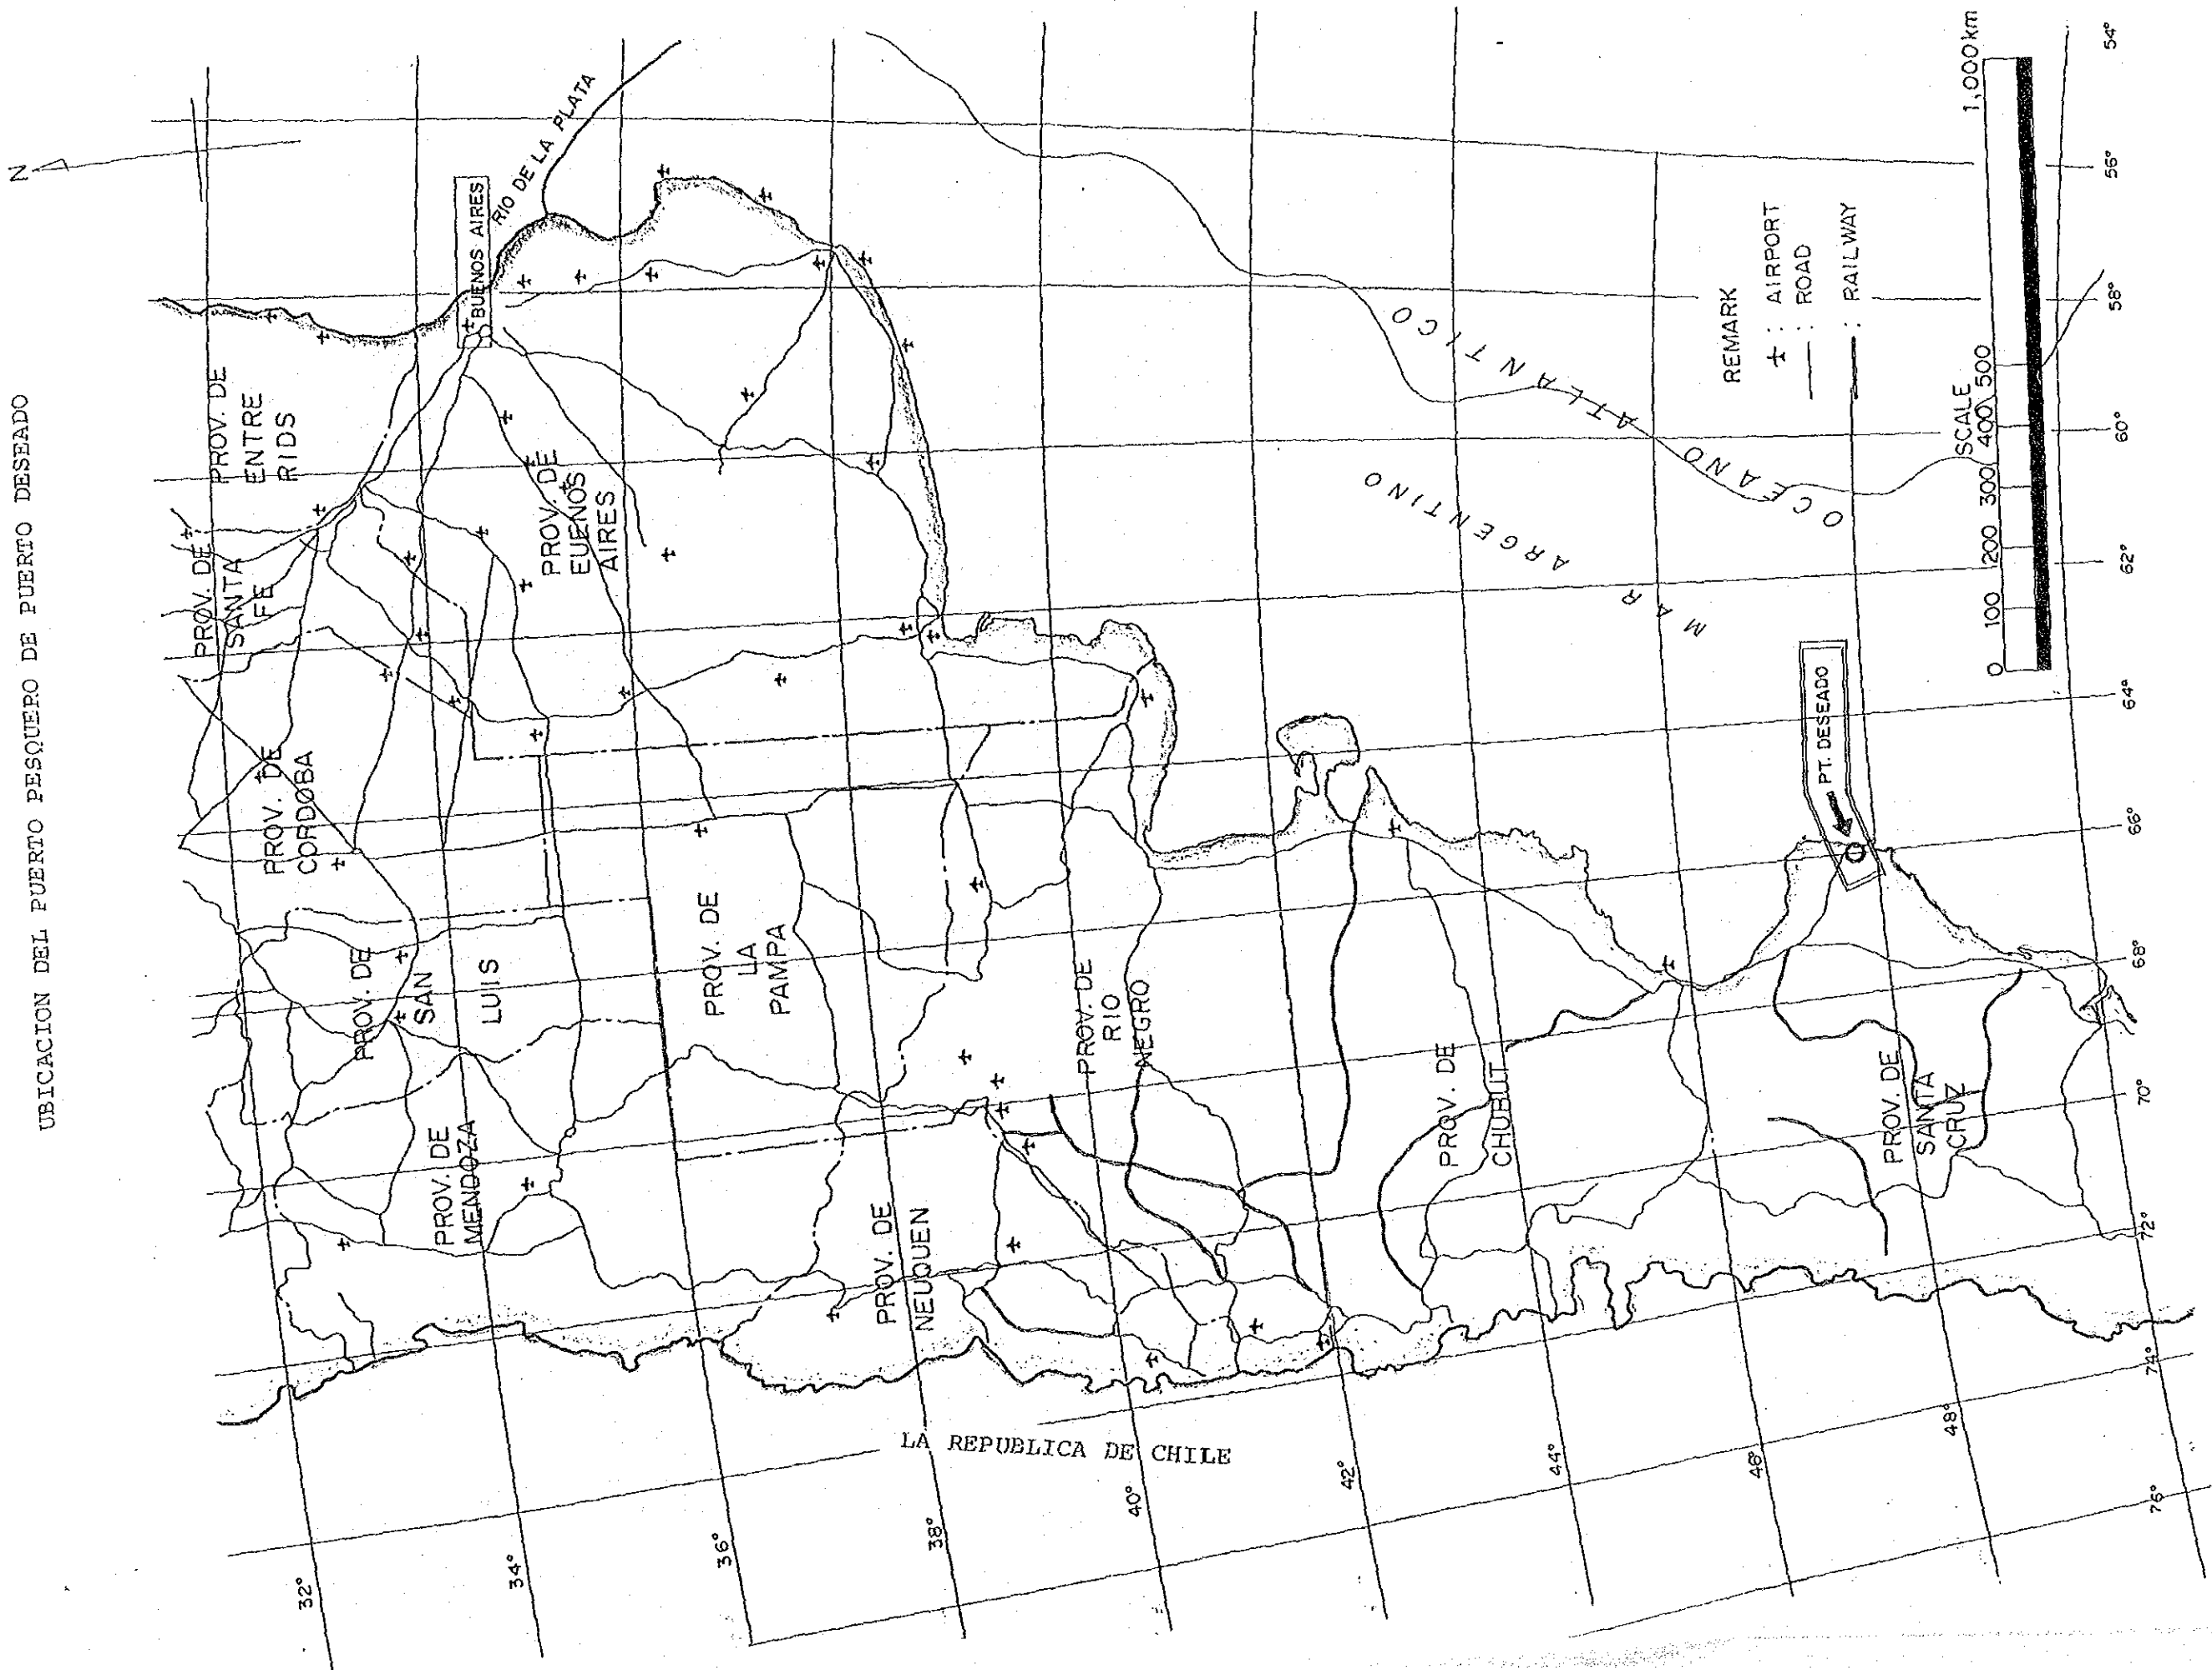 UBICACION DEL PUERTO PESQUERO DE PUERTO DESEADO
N
PROV. DE
SANTA
FE
PROV. DE
ENTRE
RIDS
PROV. DE
CORDOBA
BUENOS AIRES
RIO DE LA PLATA
PROV. DE
SAN
LUIS
PROV. DE
EUENOS
AIRES
PROV. DE
MENDOZA
PROV. DE
LA
PAMPA
PROV. DE
NEUQUEN
PROV. DE
RIO
NEGRO
LA REPUBLICA DE CHILE
PROV. DE
CHUBUT
MAR ARGENTINO
OCEANO ATLANTICO
PROV. DE
SANTA
CRUZ
PT. DESEADO
REMARK
: AIRPORT
: ROAD
: RAILWAY
SCALE
0 100 200 300 400 500 1,000km
32°
34°
36°
38°
40°
42°
44°
46°
48°
76°
74°
72°
70°
68°
66°
64°
62°
60°
58°
56°
54°